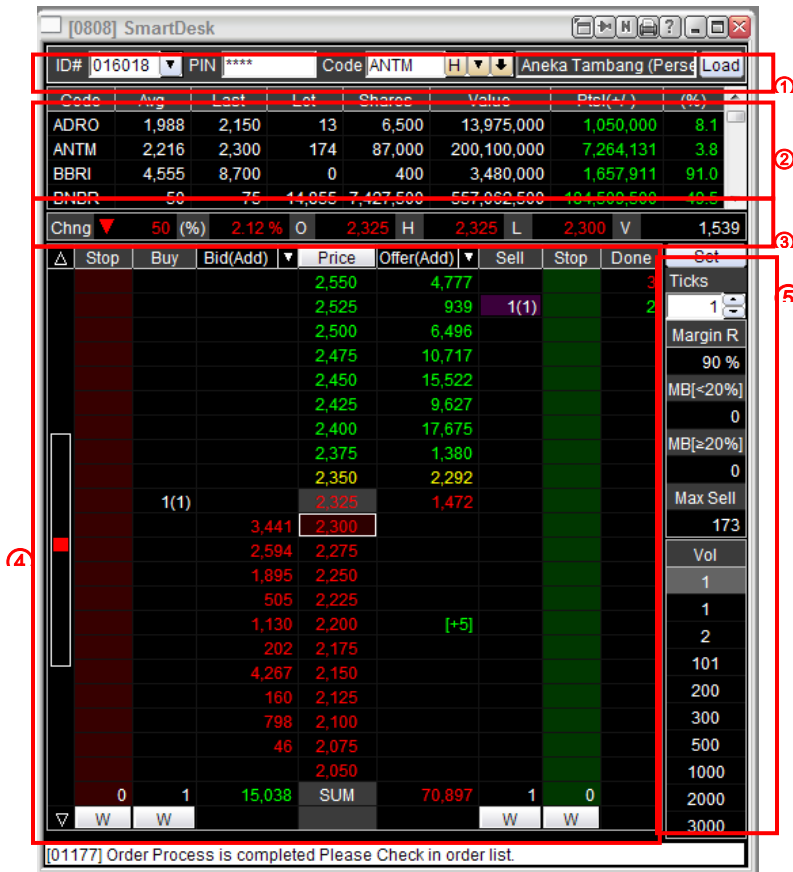 [0808] SmartDesk
ID# 016018 PIN **** Code ANTM H Aneka Tambang (Perse Load
①
Code Avg Last Lot Shares Value Ptsl(+/-) (%)
ADRO 1,988 2,150 13 6,500 13,975,000 1,050,000 8.1
ANTM 2,216 2,300 174 87,000 200,100,000 7,264,131 3.8
②
BBRI 4,555 8,700 0 400 3,480,000 1,657,911 91.0
BNBR 50 75
Chng ▼ 50 (%) 2.12 % O 2,325 H 2,325 L 2,300 V 1,539
③
△ Stop Buy Bid(Add) ▼ Price Offer(Add) ▼ Sell Stop Done Set
2,550 4,777 3 Ticks
⑤
2,525 939 1(1) 2 1
2,500 6,496 Margin R
2,475 10,717 90 %
2,450 15,522 MB[<20%]
2,425 9,627 0
2,400 17,675 MB[≥20%]
2,375 1,380
2,350 2,292 0
1(1) 2,325 1,472 Max Sell
3,441 2,300 173
④
2,594 2,275 Vol
1,895 2,250 1
505 2,225 1
1,130 2,200 [+5] 2
202 2,175 101
4,267 2,150
160 2,125 200
798 2,100 300
46 2,075 500
2,050 1000
0 1 15,038 SUM 70,897 1 0 2000
▽ W W W W 3000
[01177] Order Process is completed Please Check in order list.